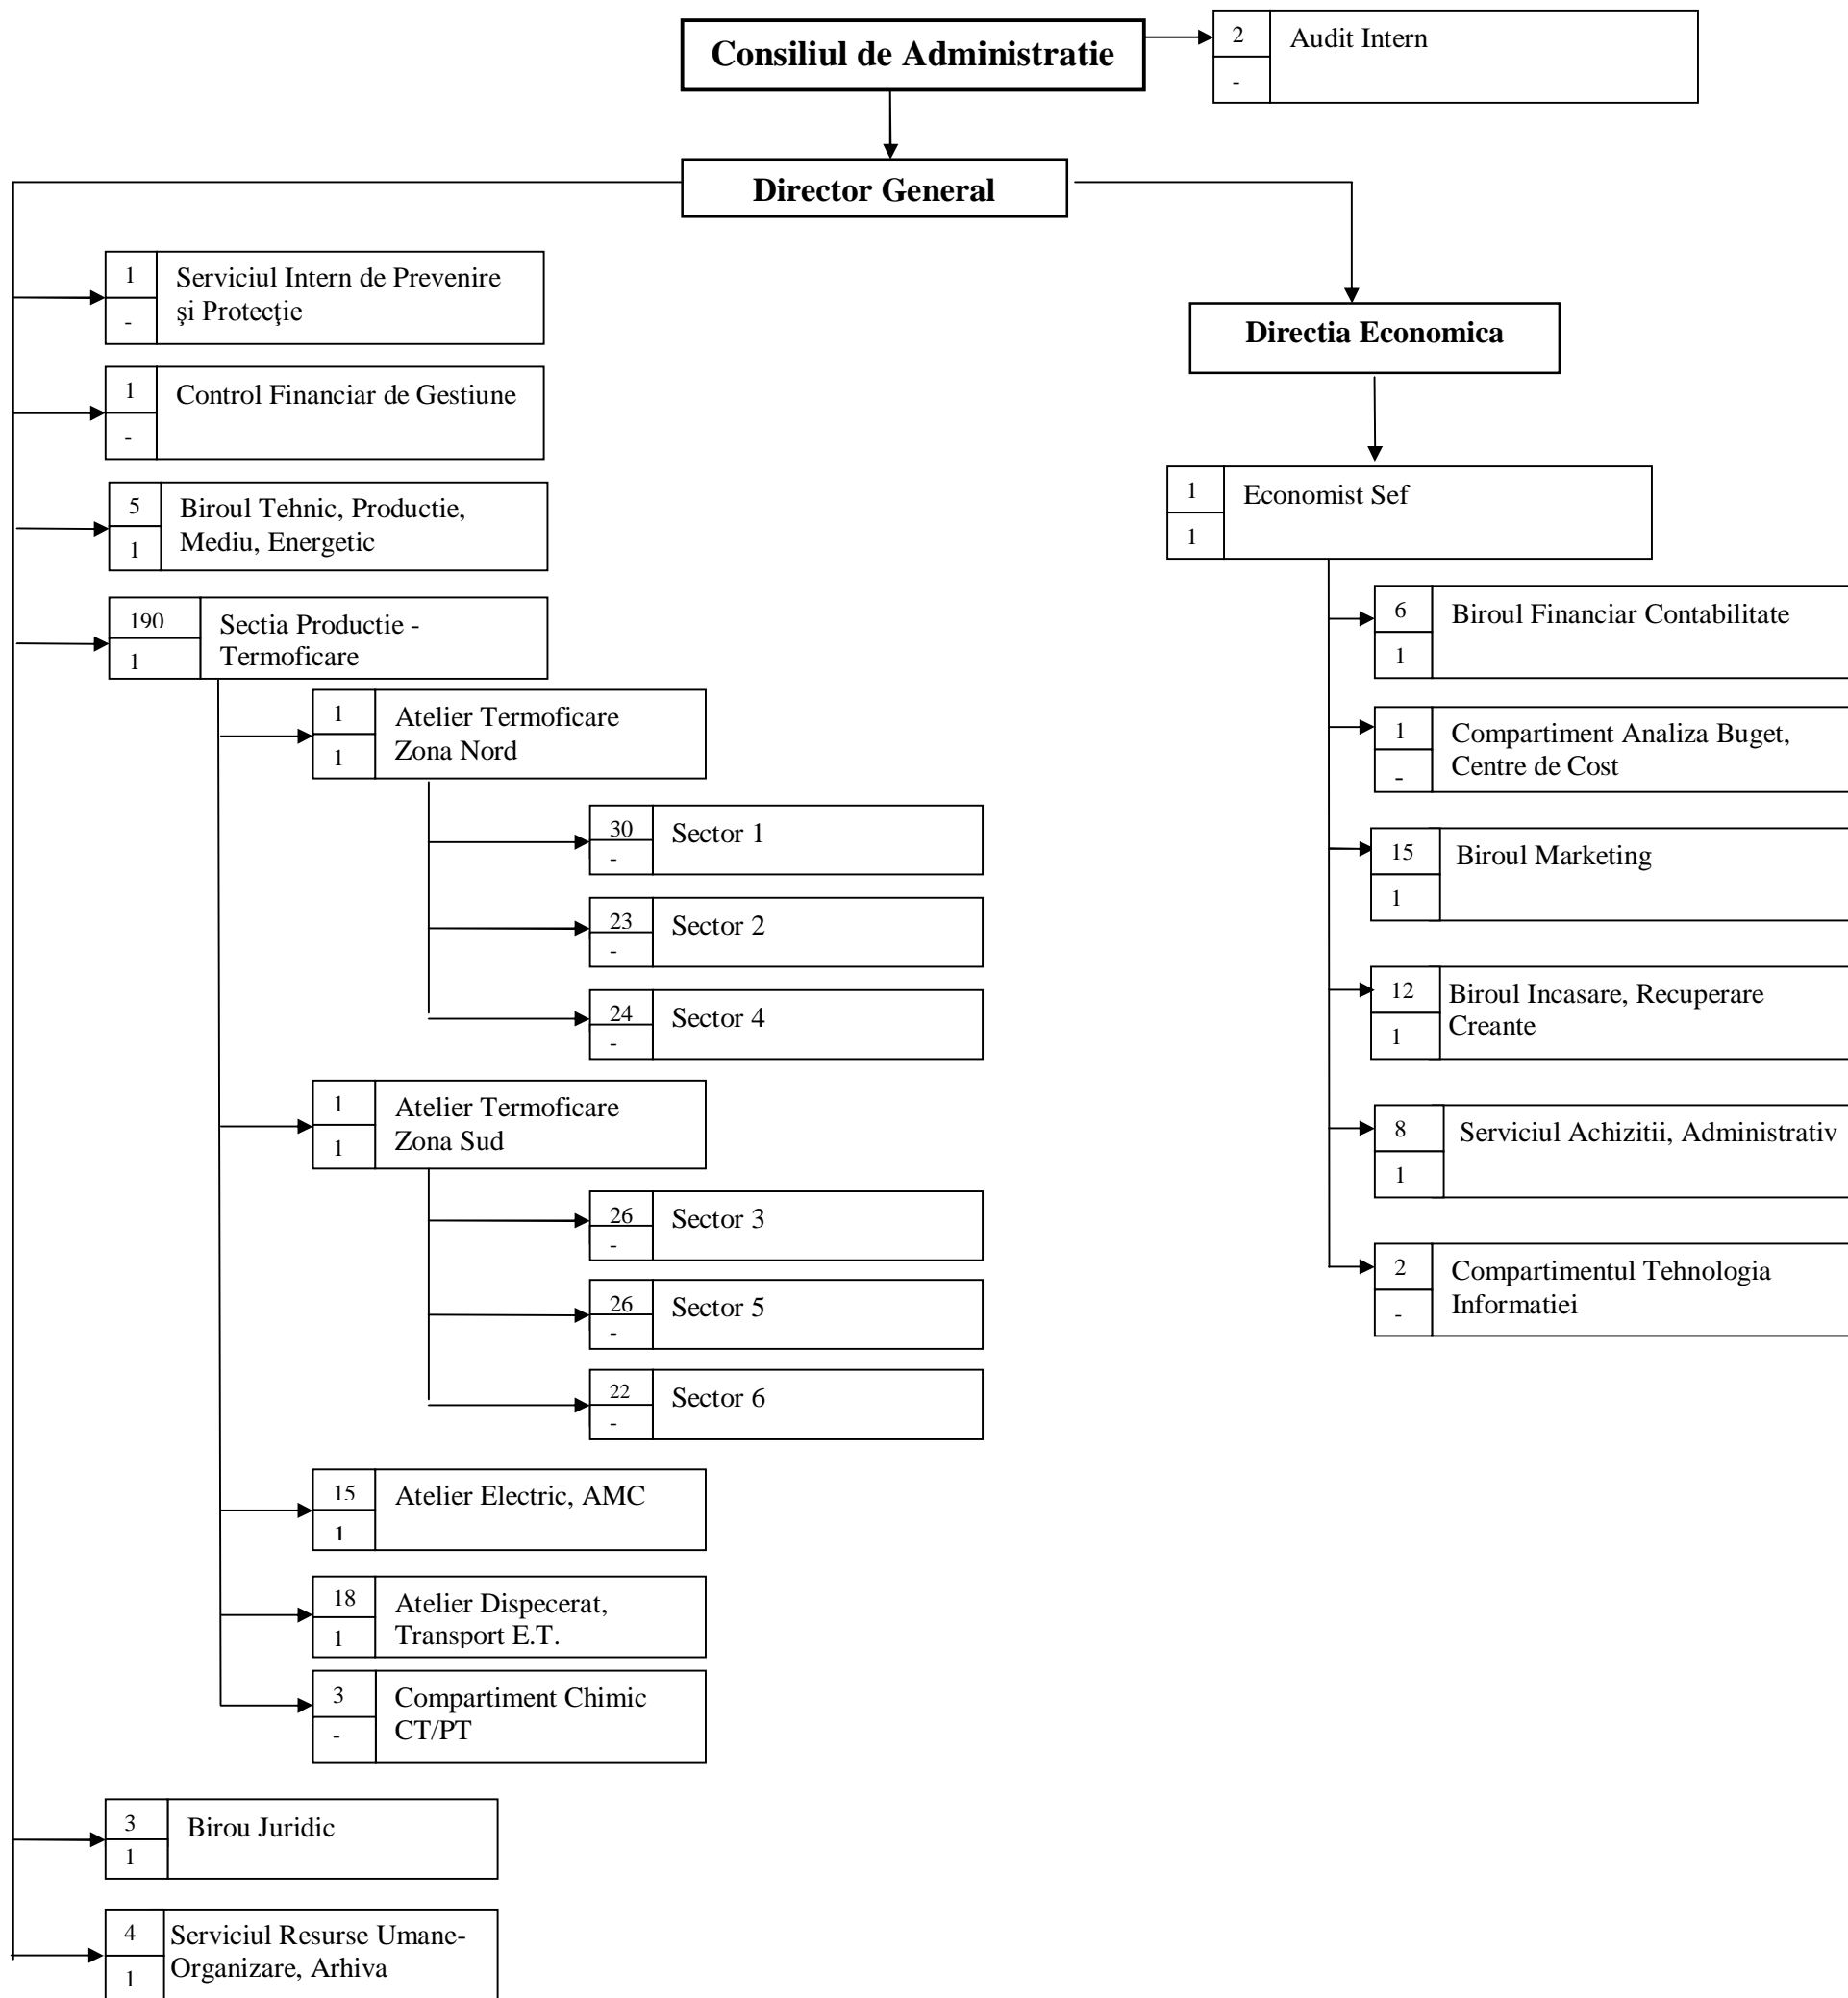 Consiliul de Administratie
2
Audit Intern
-
Director General
1
Serviciul Intern de Prevenire
şi Protecţie
-
1
Control Financiar de Gestiune
-
5
Biroul Tehnic, Productie,
Mediu, Energetic
1
190
Sectia Productie -
Termoficare
1
1
Atelier Termoficare
Zona Nord
1
30
Sector 1
-
23
Sector 2
-
24
Sector 4
-
1
Atelier Termoficare
Zona Sud
1
26
Sector 3
-
26
Sector 5
-
22
Sector 6
-
15
Atelier Electric, AMC
1
18
Atelier Dispecerat,
Transport E.T.
1
3
Compartiment Chimic
CT/PT
-
3
Birou Juridic
1
4
Serviciul Resurse Umane-
Organizare, Arhiva
1
Directia Economica
1
Economist Sef
1
6
Biroul Financiar Contabilitate
1
1
Compartiment Analiza Buget,
Centre de Cost
-
15
Biroul Marketing
1
12
Biroul Incasare, Recuperare
Creante
1
8
Serviciul Achizitii, Administrativ
1
2
Compartimentul Tehnologia
Informatiei
-